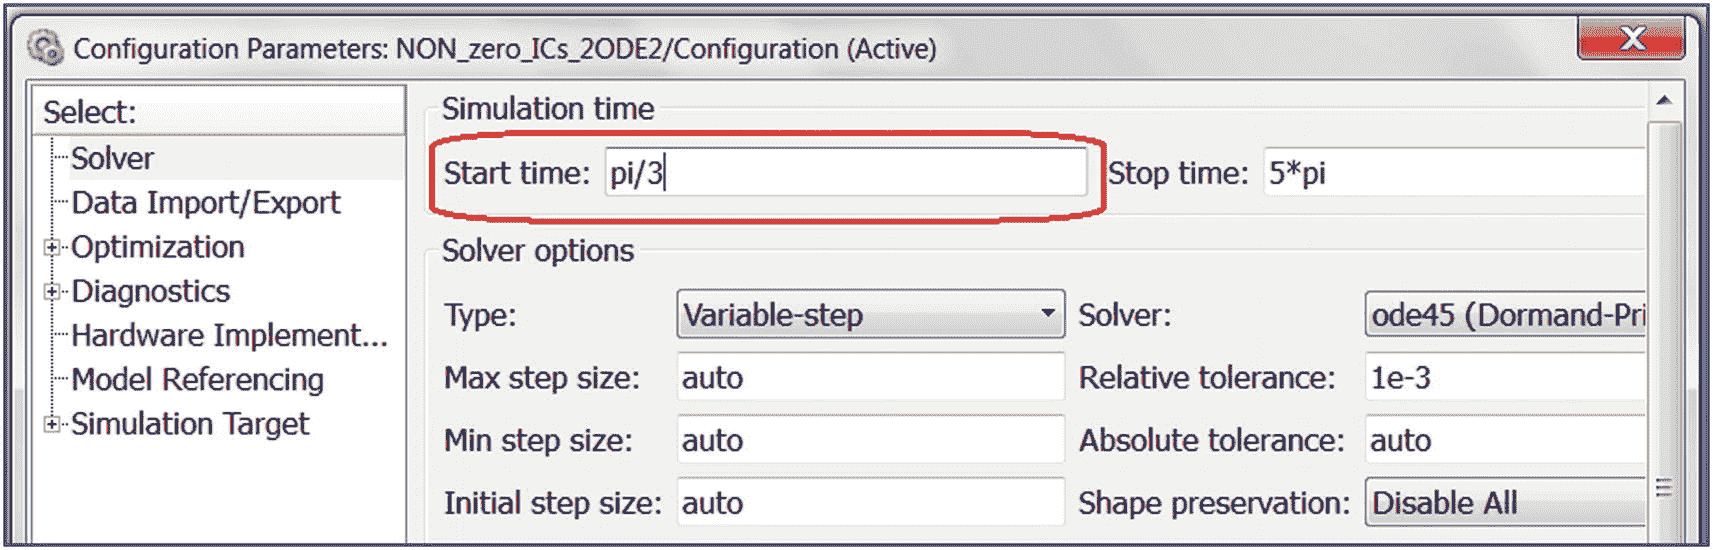 Configuration Parameters: NON_zero_ICs_2ODE2/Configuration (Active)
Select:
Solver
Data Import/Export
Optimization
Diagnostics
Hardware Implement...
Model Referencing
Simulation Target
Simulation time
Start time: pi/3 Stop time: 5*pi
Solver options
Type: Variable-step Solver: ode45 (Dormand-Pri
Max step size: auto Relative tolerance: 1e-3
Min step size: auto Absolute tolerance: auto
Initial step size: auto Shape preservation: Disable All